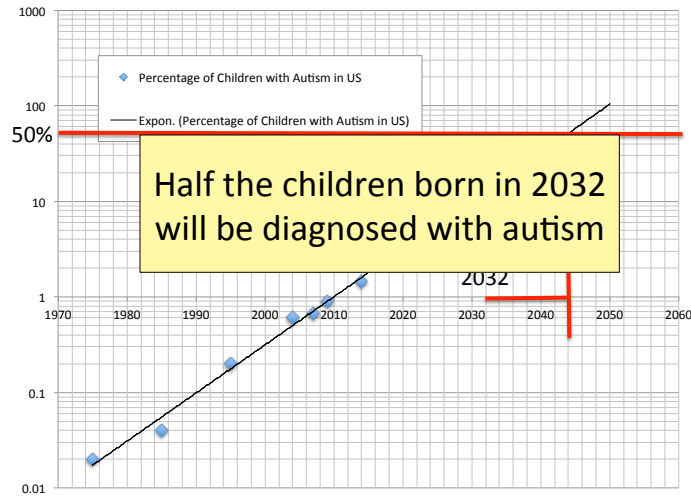 1000
Percentage of Children with Autism in US
100
Expon. (Percentage of Children with Autism in US)
50%
Half the children born in 2032
will be diagnosed with autism
10
2032
1
1970 1980 1990 2000 2010 2020 2030 2040 2050 2060
0.1
0.01